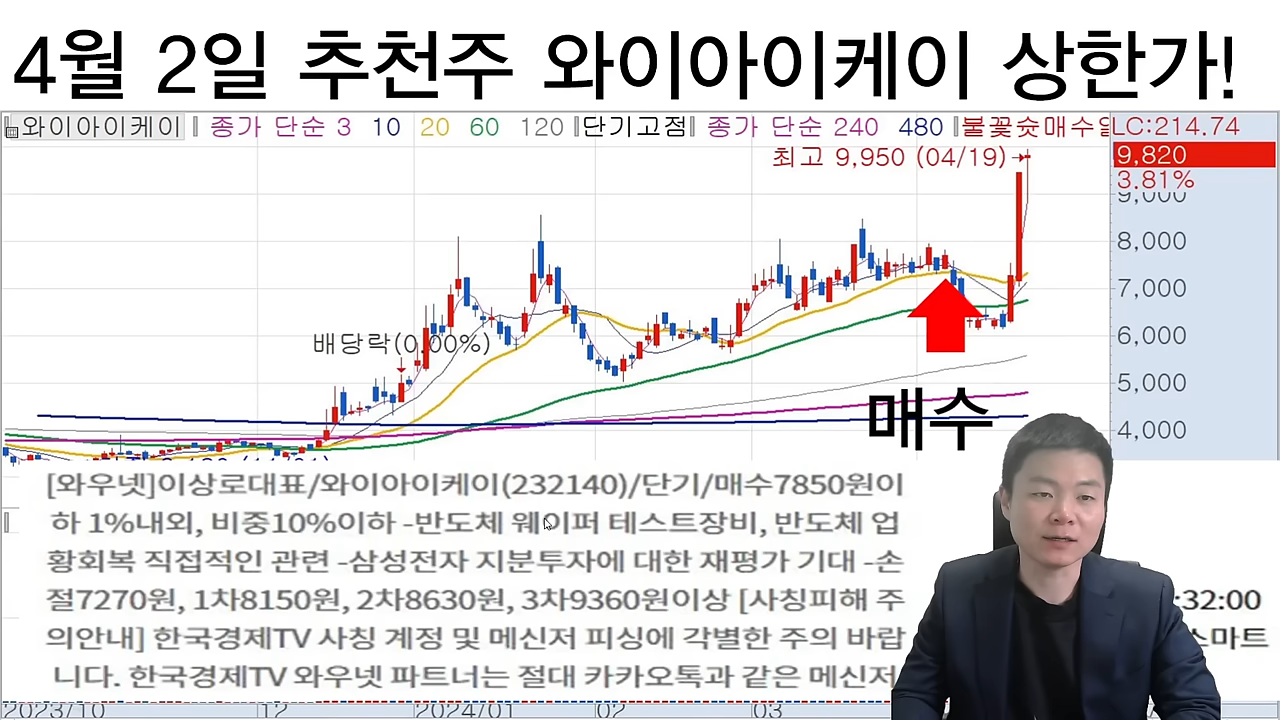 4월 2일 추천주 와이아이케이 상한가!
와이아이케이 종가 단순 3 10 20 60 120 단기고점 종가 단순 240 480 불꽃슛매수일 LC:214.74
최고 9,950 (04/19)
9,820
3.81%
9,000
8,000
7,000
6,000
배당락(0.00%)
5,000
매수
4,000
[와우넷]이상로대표/와이아이케이(232140)/단기/매수7850원이
하 1%내외, 비중10%이하 -반도체 웨이퍼 테스트장비, 반도체 업
황회복 직접적인 관련 -삼성전자 지분투자에 대한 재평가 기대 -손
절7270원, 1차8150원, 2차8630원, 3차9360원이상 [사칭피해 주 :32:00
의안내] 한국경제TV 사칭 계정 및 메신저 피싱에 각별한 주의 바랍 스마트
니다. 한국경제TV 와우넷 파트너는 절대 카카오톡과 같은 메신저
2023/10 12 2024/01 02 03